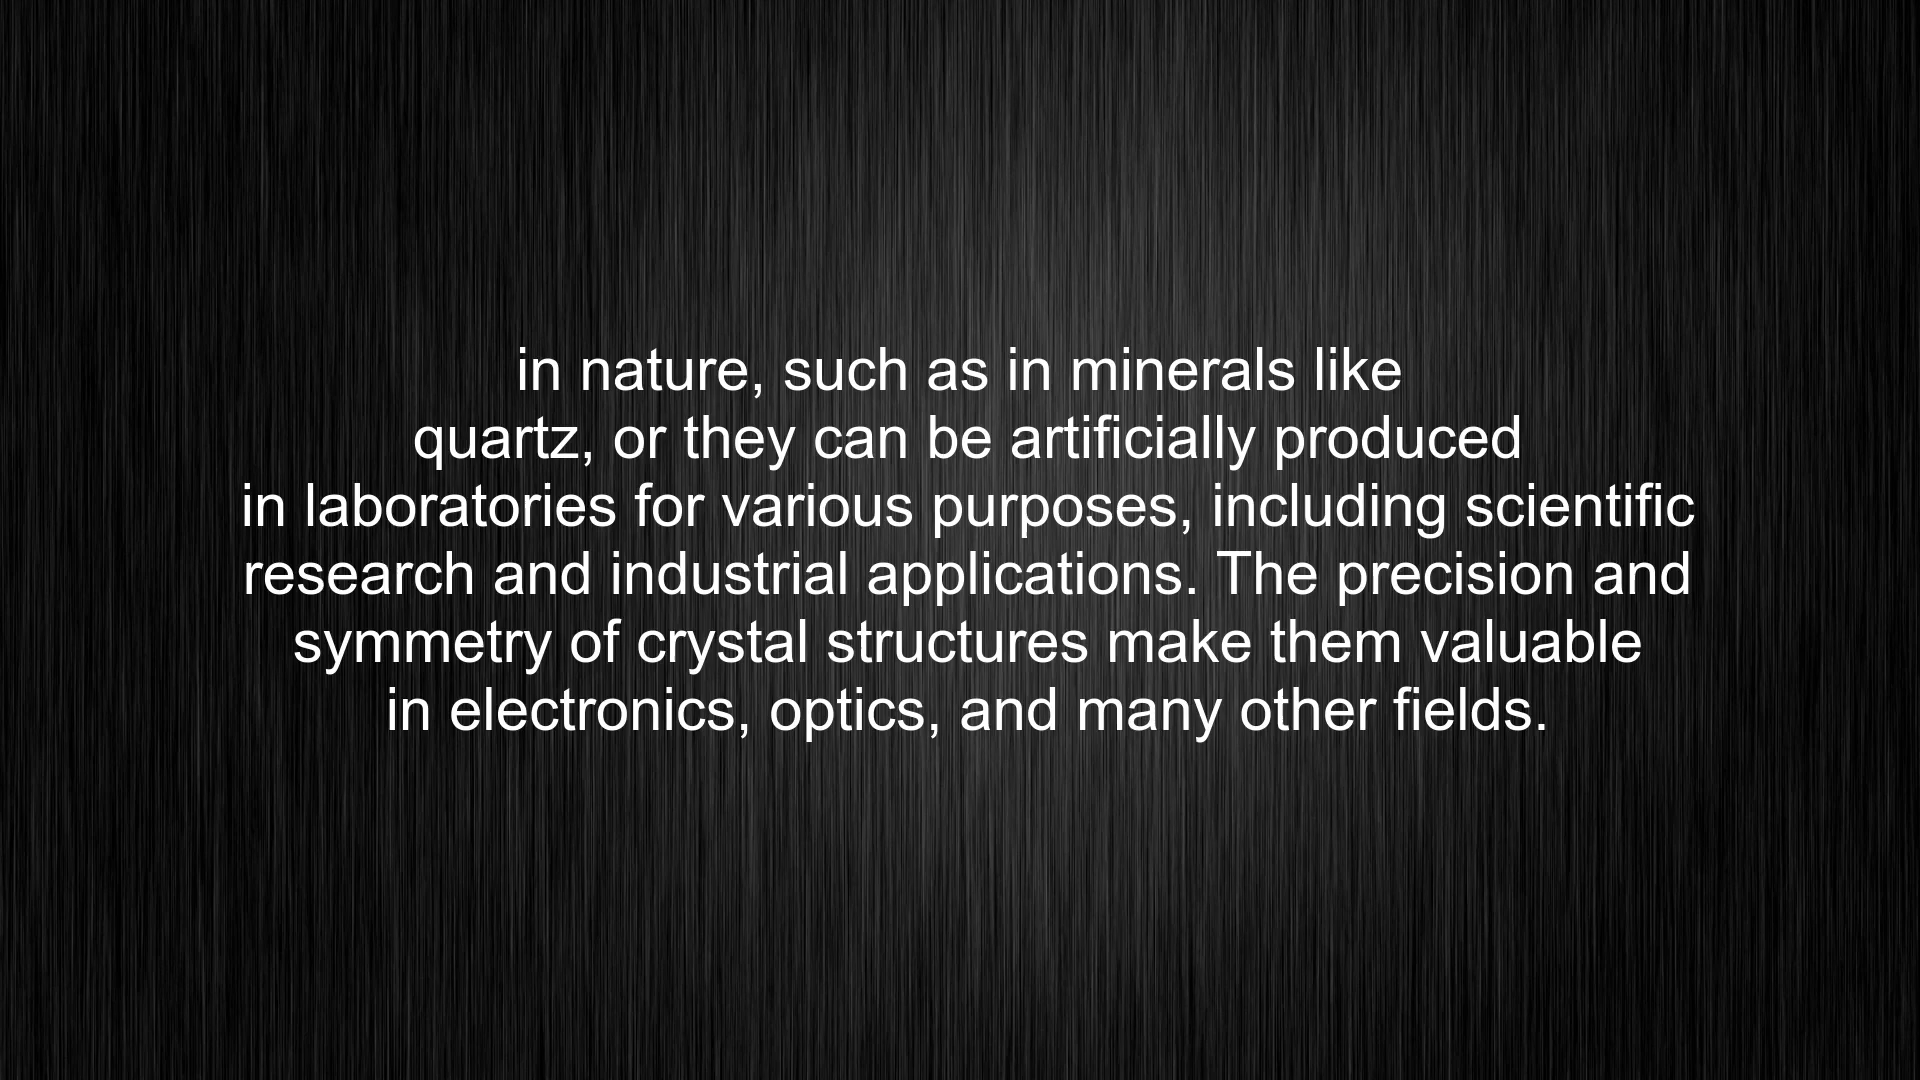 in nature, such as in minerals like
quartz, or they can be artificially produced
in laboratories for various purposes, including scientific
research and industrial applications. The precision and
symmetry of crystal structures make them valuable
in electronics, optics, and many other fields.